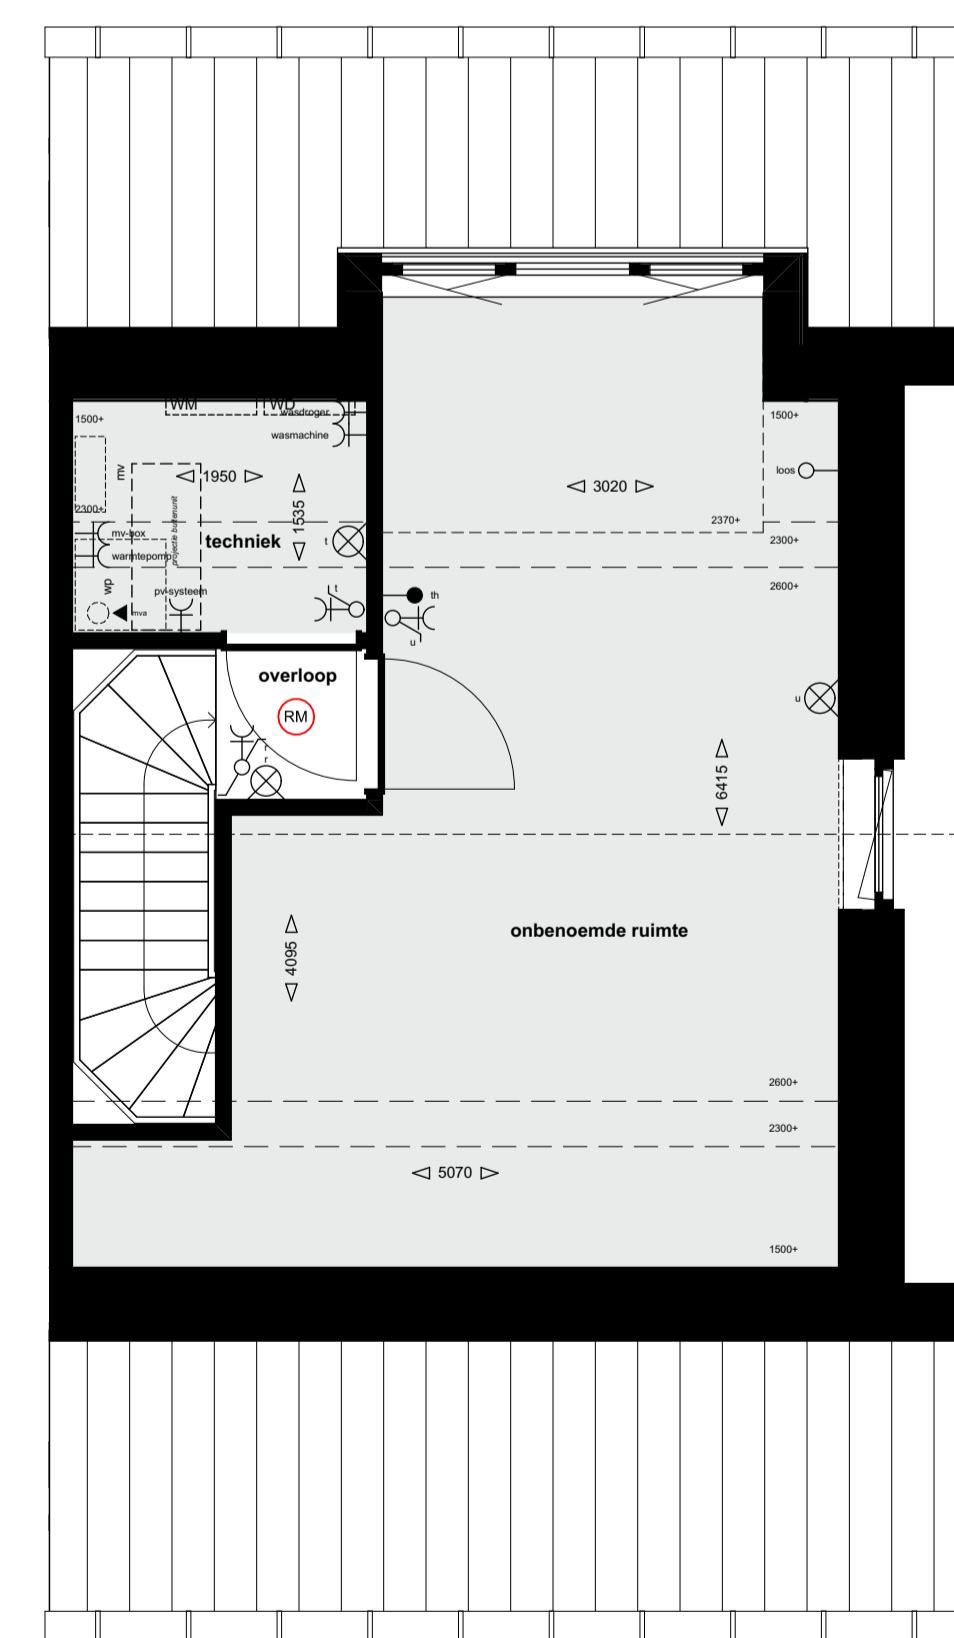 WM
WD
wasdroger
wasmachine
1500+
1500+
mv
1950
3020
loos
1535
2300+
projectie buitenunit
2370+
mv-box
techniek
t
2300+
warmtepomp
wp
pv-systeem
t
th
2600+
mva
u
overloop
RM
u
r
r
6415
4095
onbenoemde ruimte
2600+
2300+
5070
1500+